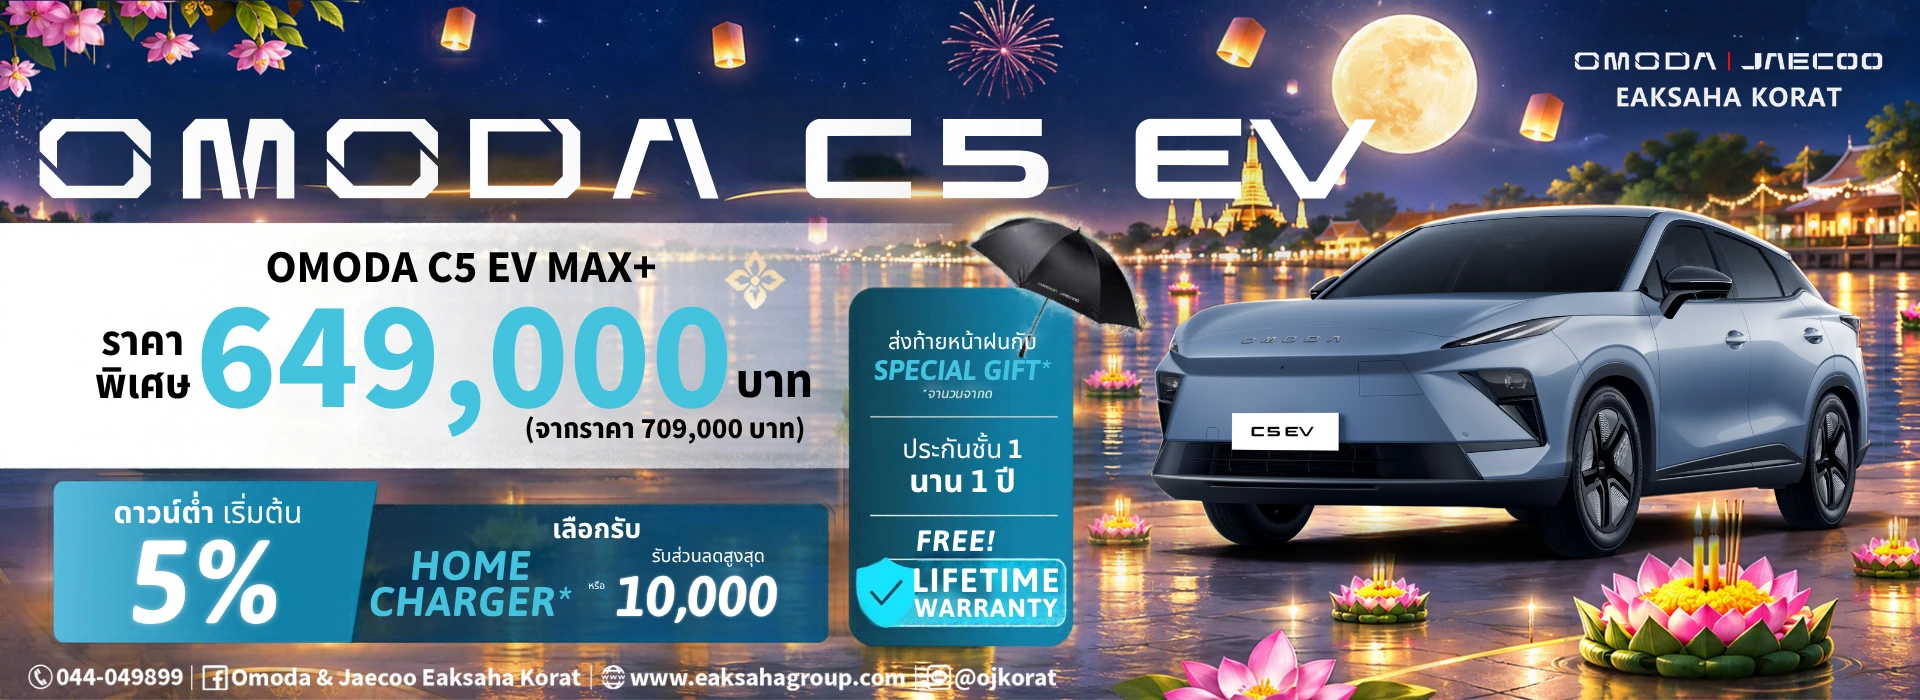 OMODA | JAECOO
EAKSAHA KORAT
OMODA C5 EV
OMODA C5 EV MAX+
ราคา
พิเศษ
649,000 บาท
(จากราคา 709,000 บาท)
ดาวน์ต่ำ เริ่มต้น
5%
เลือกรับ
HOME
CHARGER*
หรือ
รับส่วนลดสูงสุด
10,000
OMODA JAECOO
ส่งท้ายหน้าฝนกับ
SPECIAL GIFT*
*จำนวนจำกัด
ประกันชั้น 1
นาน 1 ปี
FREE!
LIFETIME
WARRANTY
OMODA
C5 EV
044-049899 | Omoda & Jaecoo Eaksaha Korat | www.eaksahagroup.com | @ojkorat